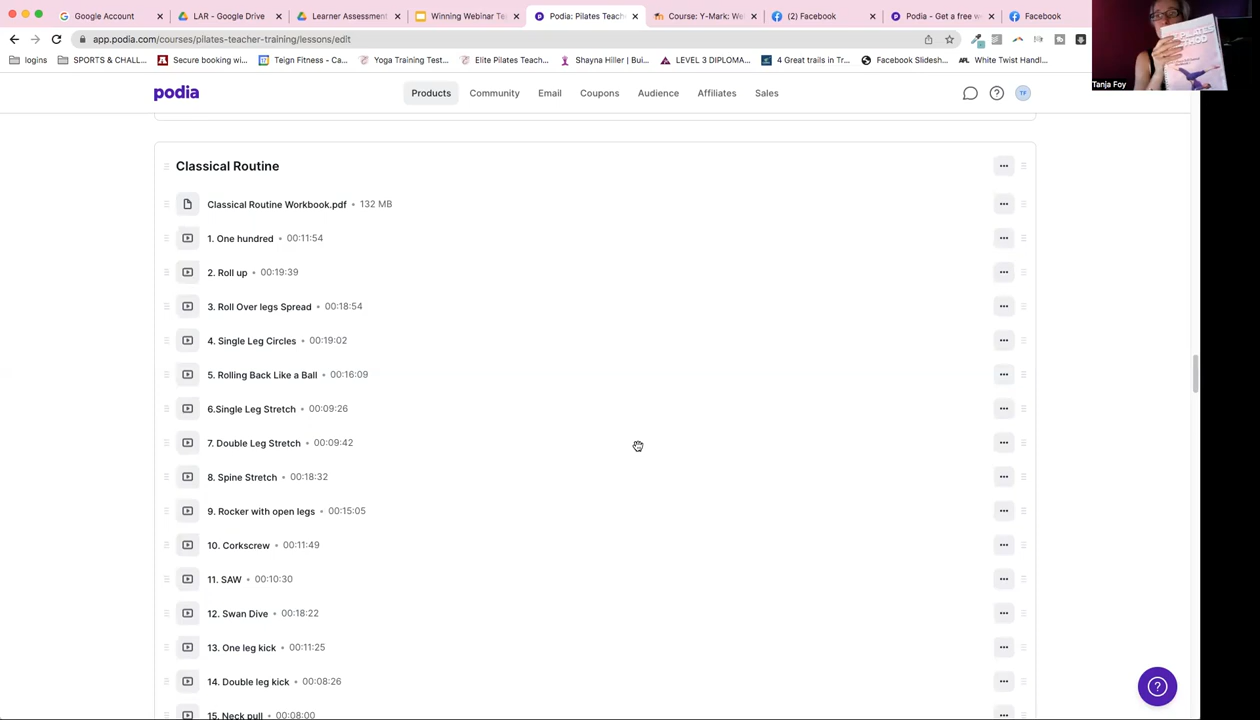 Google Account
LAR - Google Drive
Learner Assessment
Winning Webinar Te
Podia: Pilates Teach
Course: Y-Mark: We
(2) Facebook
Podia - Get a free w
Facebook
app.podia.com/courses/pilates-teacher-training/lessons/edit
logins
SPORTS & CHALL...
Secure booking wi...
Teign Fitness - Ca...
Yoga Training Test...
Elite Pilates Teach...
Shayna Hiller | Bui...
LEVEL 3 DIPLOMA...
4 Great trails in Tr...
Facebook Slidesh...
APL White Twist Handl...
Tanja Foy
podia
Products
Community
Email
Coupons
Audience
Affiliates
Sales
TF
Classical Routine
Classical Routine Workbook.pdf • 132 MB
1. One hundred • 00:11:54
2. Roll up • 00:19:39
3. Roll Over legs Spread • 00:18:54
4. Single Leg Circles • 00:19:02
5. Rolling Back Like a Ball • 00:16:09
6.Single Leg Stretch • 00:09:26
7. Double Leg Stretch • 00:09:42
8. Spine Stretch • 00:18:32
9. Rocker with open legs • 00:15:05
10. Corkscrew • 00:11:49
11. SAW • 00:10:30
12. Swan Dive • 00:18:22
13. One leg kick • 00:11:25
14. Double leg kick • 00:08:26
15. Neck pull • 00:08:00